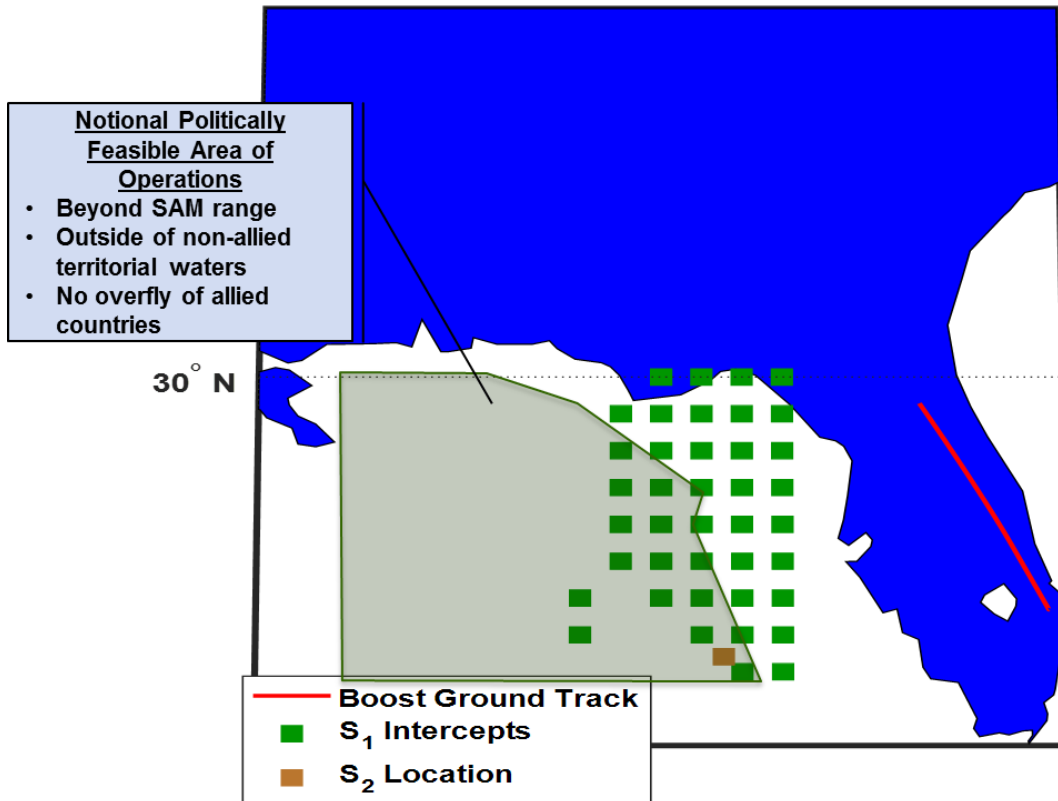 Notional Politically
Feasible Area of
Operations
• Beyond SAM range
• Outside of non-allied
territorial waters
• No overfly of allied
countries
30° N
Boost Ground Track
S₁ Intercepts
S₂ Location